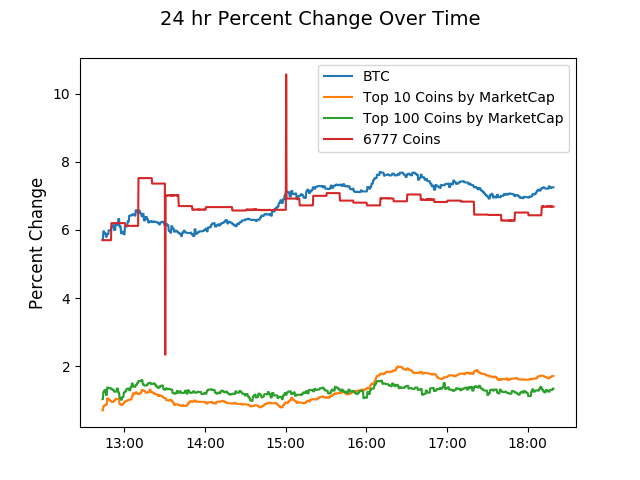 24 hr Percent Change Over Time
BTC
Top 10 Coins by MarketCap
Top 100 Coins by MarketCap
6777 Coins
Percent Change
10
8
6
4
2
13:00 14:00 15:00 16:00 17:00 18:00